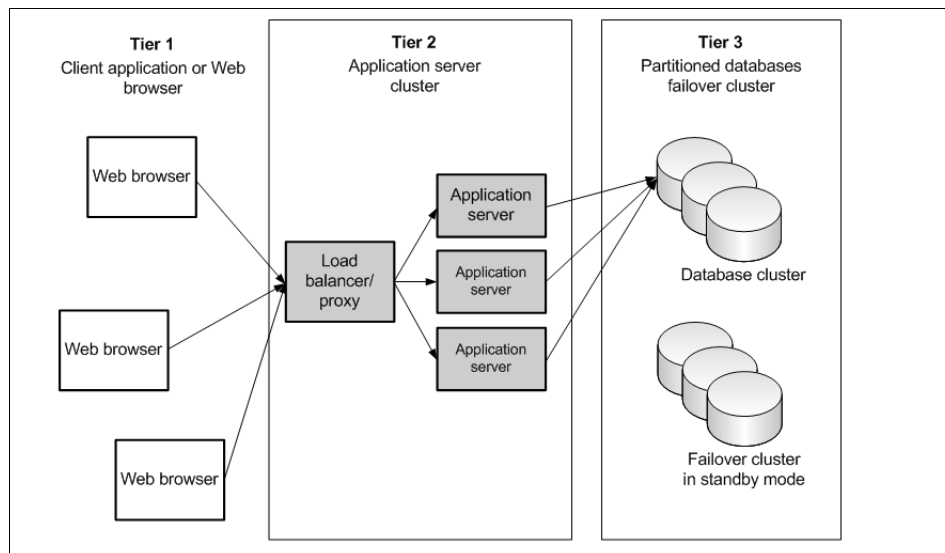 Tier 1
Client application or Web
browser
Tier 2
Application server
cluster
Tier 3
Partitioned databases
failover cluster
Web browser
Web browser
Web browser
Load
balancer/
proxy
Application
server
Application
server
Application
server
Database cluster
Failover cluster
in standby mode